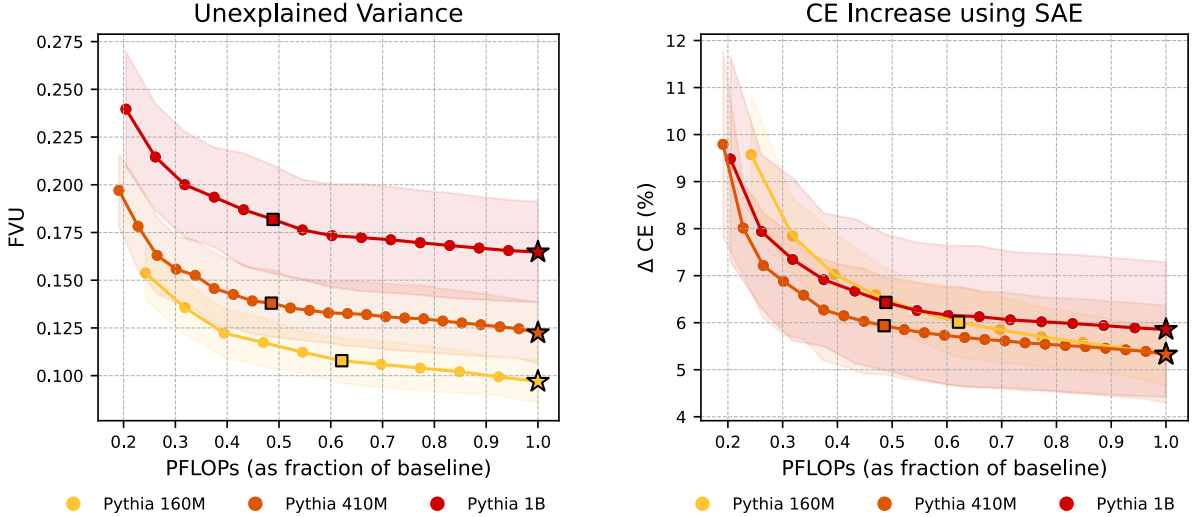 Unexplained Variance
FVU
0.275
0.250
0.225
0.200
0.175
0.150
0.125
0.100
0.2 0.3 0.4 0.5 0.6 0.7 0.8 0.9 1.0
PFLOPs (as fraction of baseline)
Pythia 160M Pythia 410M Pythia 1B
CE Increase using SAE
Δ CE (%)
12
11
10
9
8
7
6
5
4
0.2 0.3 0.4 0.5 0.6 0.7 0.8 0.9 1.0
PFLOPs (as fraction of baseline)
Pythia 160M Pythia 410M Pythia 1B